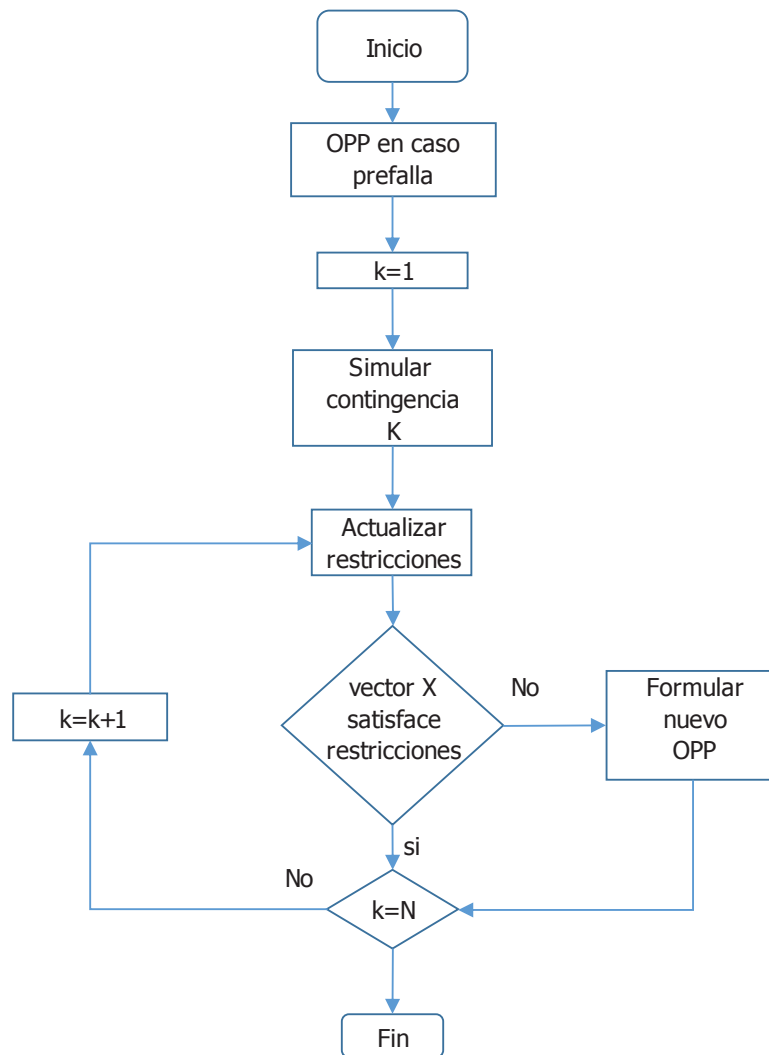 Inicio
OPP en caso
prefalla
k=1
Simular
contingencia
K
Actualizar
restricciones
vector X
satisface
restricciones
No
Formular
nuevo
OPP
k=k+1
si
No
k=N
Fin